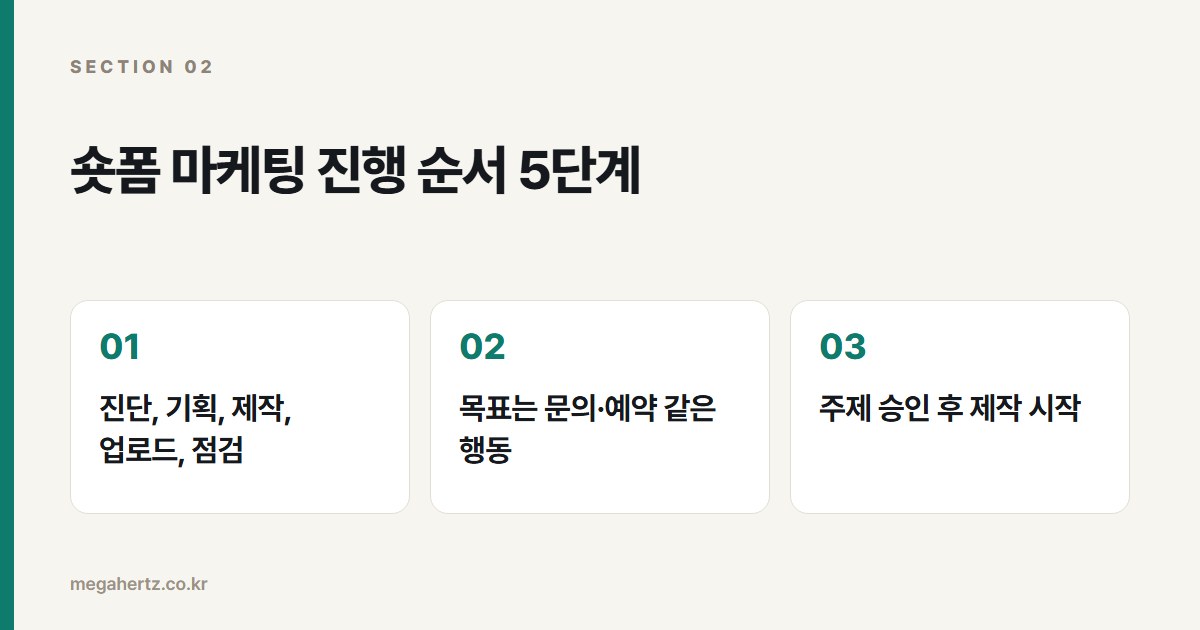 SECTION 02
숏폼 마케팅 진행 순서 5단계
01
진단, 기획, 제작,
업로드, 점검
02
목표는 문의·예약 같은
행동
03
주제 승인 후 제작 시작
megahertz.co.kr